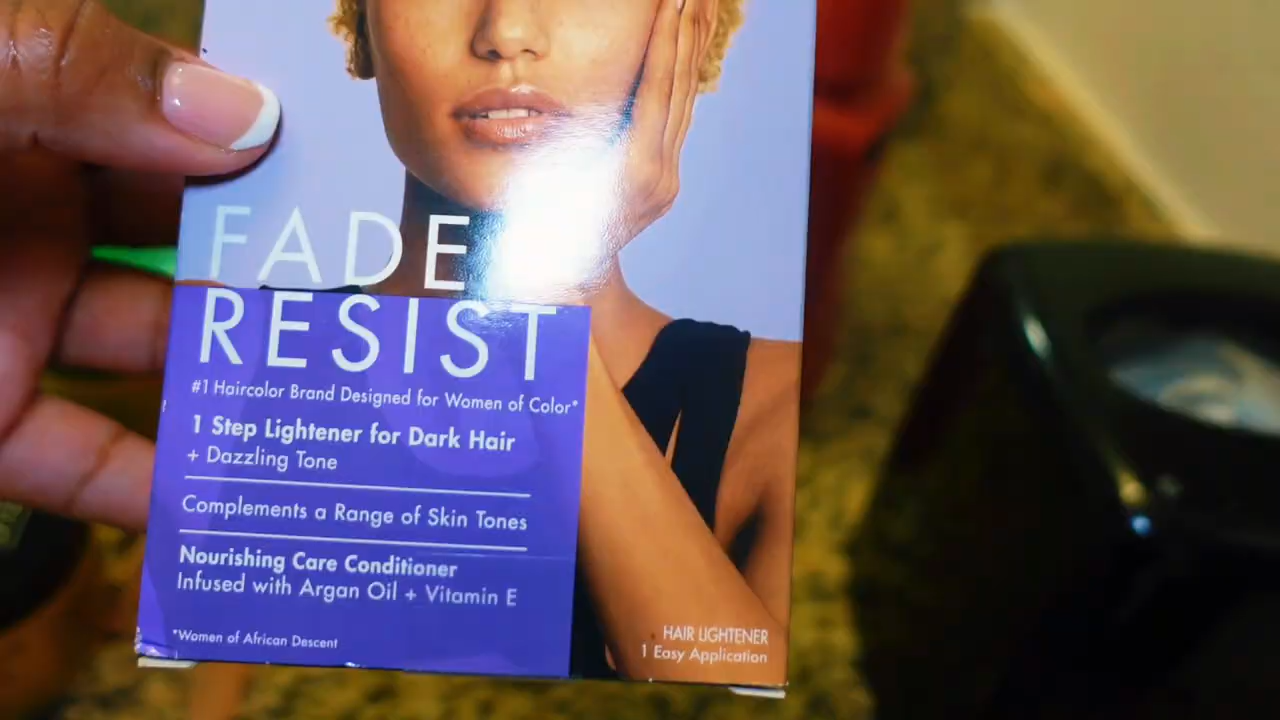 FADE
RESIST
#1 Haircolor Brand Designed for Women of Color*
1 Step Lightener for Dark Hair
+ Dazzling Tone
Complements a Range of Skin Tones
Nourishing Care Conditioner
Infused with Argan Oil + Vitamin E
*Women of African Descent
HAIR LIGHTENER
1 Easy Application